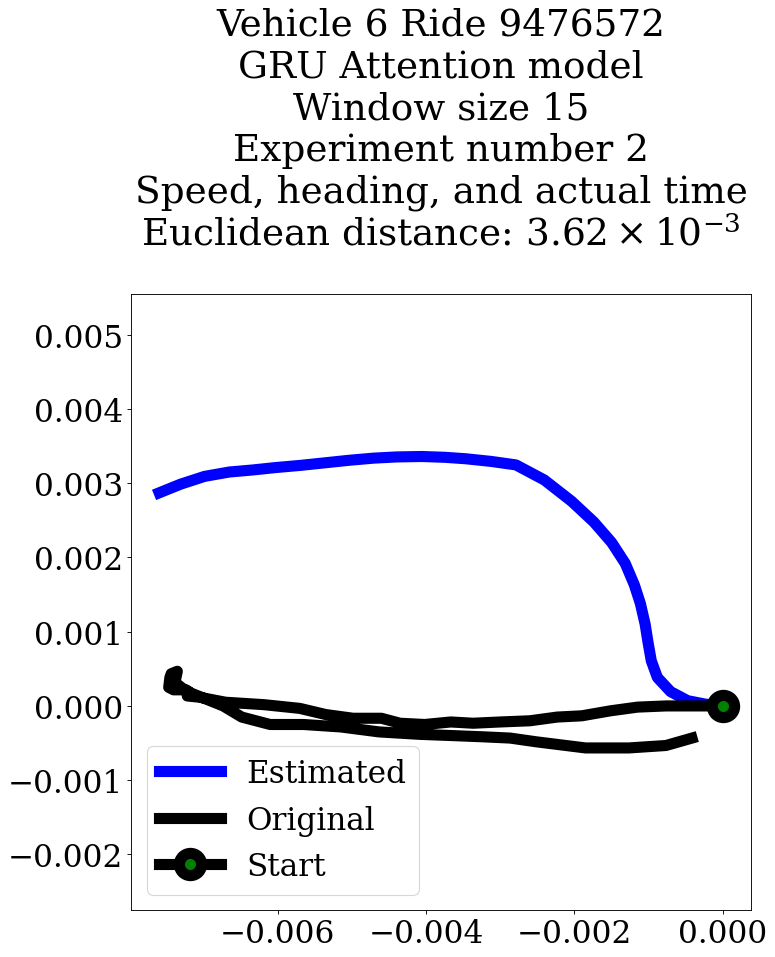 Vehicle 6 Ride 9476572
GRU Attention model
Window size 15
Experiment number 2
Speed, heading, and actual time
Euclidean distance: 3.62 × 10⁻³
0.005
0.004
0.003
0.002
0.001
0.000
−0.001
−0.002
Estimated
Original
Start
−0.006 −0.004 −0.002 0.000